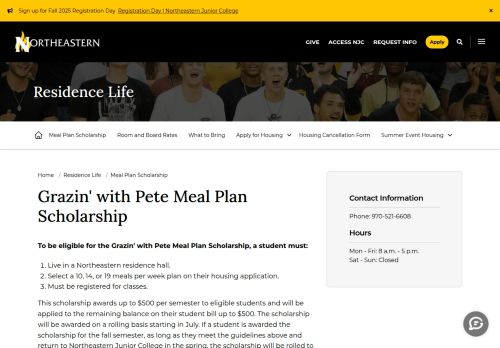 Sign up for Fall 2025 Registration Day Registration Day | Northeastern Junior College ×
NORTHEASTERN
GIVE ACCESS NJC REQUEST INFO Apply
Residence Life
Meal Plan Scholarship Room and Board Rates What to Bring Apply for Housing Housing Cancellation Form Summer Event Housing
Home / Residence Life / Meal Plan Scholarship
Grazin' with Pete Meal Plan
Scholarship
To be eligible for the Grazin' with Pete Meal Plan Scholarship, a student must:
1. Live in a Northeastern residence hall.
2. Select a 10, 14, or 19 meals per week plan on their housing application.
3. Must be registered for classes.
This scholarship awards up to $500 per semester to eligible students and will be
applied to the remaining balance on their student bill up to $500. The scholarship
will be awarded on a rolling basis starting in July. If a student is awarded the
scholarship for the fall semester, as long as they meet the guidelines above and
return to Northeastern Junior College in the spring, the scholarship will be rolled to
Contact Information
Phone: 970-521-6608
Hours
Mon - Fri: 8 a.m. - 5 p.m.
Sat - Sun: Closed